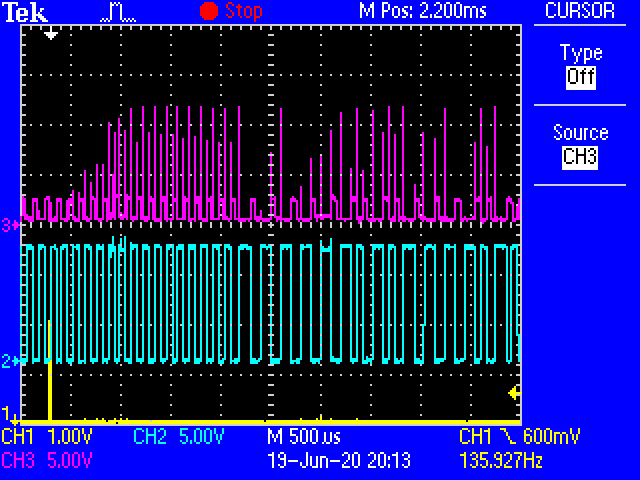 Tek Stop M Pos: 2.200ms CURSOR
Type
Off
Source
CH3
3
2
1
CH1 1.00V CH2 5.00V M 500µs CH1 600mV
CH3 5.00V 19-Jun-20 20:13 135.927Hz